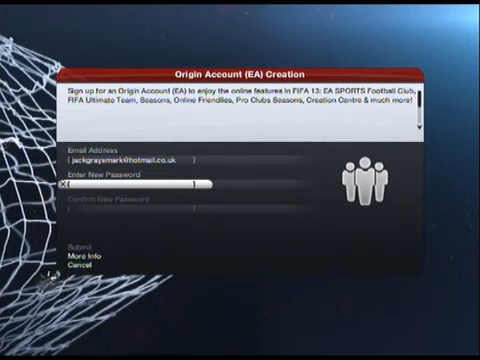 Origin Account (EA) Creation
Sign up for an Origin Account (EA) to enjoy the online features in FIFA 13: EA SPORTS Football Club,
FIFA Ultimate Team, Seasons, Online Friendlies, Pro Clubs Seasons, Creation Centre & much more!
Email Address
[ jackgraysmark@hotmail.co.uk ]
Enter New Password
[ ]
Confirm New Password
[ ]
Submit
More Info
Cancel